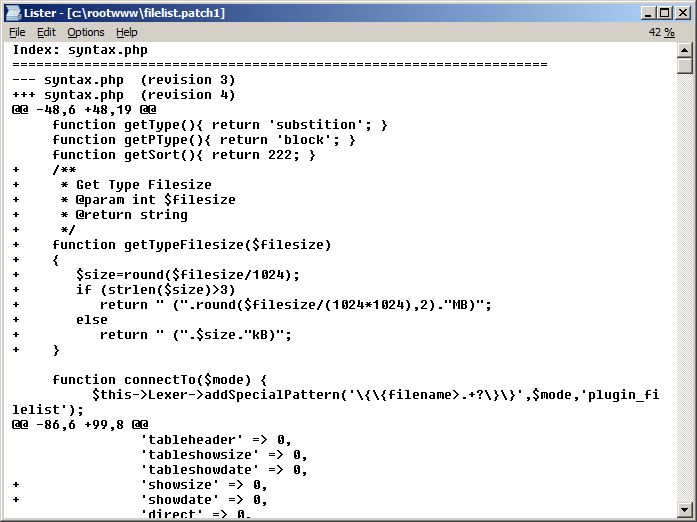 Lister - [c:\rootwww\filelist.patch1]
File Edit Options Help 42 %
Index: syntax.php
===================================================================
--- syntax.php  (revision 3)
+++ syntax.php  (revision 4)
@@ -48,6 +48,19 @@
     function getType(){ return 'substition'; }
     function getPType(){ return 'block'; }
     function getSort(){ return 222; }
+    /**
+     * Get Type Filesize
+     * @param int $filesize
+     * @return string
+     */
+    function getTypeFilesize($filesize)
+    {
+       $size=round($filesize/1024);
+       if (strlen($size)>3)
+          return " (".round($filesize/(1024*1024),2)."MB)";
+       else
+          return " (".$size."kB)";
+    }
     function connectTo($mode) {
          $this->Lexer->addSpecialPattern('\{\{filename>.+?\}\}',$mode,'plugin_fi
lelist');
@@ -86,6 +99,8 @@
                'tableheader' => 0,
                'tableshowsize' => 0,
                'tableshowdate' => 0,
+               'showsize' => 0,
+               'showdate' => 0,
                'direct' => 0,